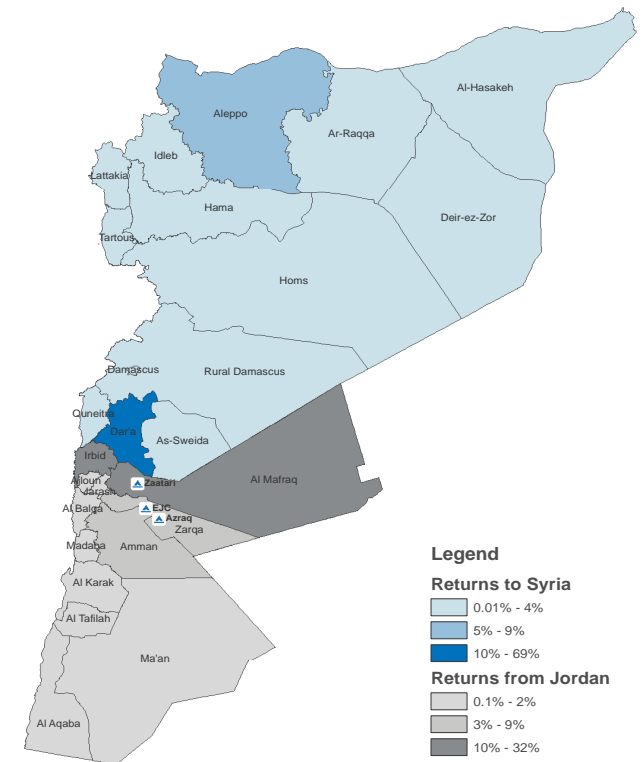 Al-Hasakeh
Aleppo
Ar-Raqqa
Idleb
Lattakia
Hama
Deir-ez-Zor
Tartous
Homs
Damascus
Rural Damascus
Quneitra
Dar'a
As-Sweida
Irbid
Al Mafraq
Ajloun
Zaatari
Jarash
Al Balqa
EJC
Azraq
Zarqa
Madaba
Amman
Al Karak
Al Tafilah
Ma'an
Al Aqaba
Legend
Returns to Syria
0.01% - 4%
5% - 9%
10% - 69%
Returns from Jordan
0.1% - 2%
3% - 9%
10% - 32%